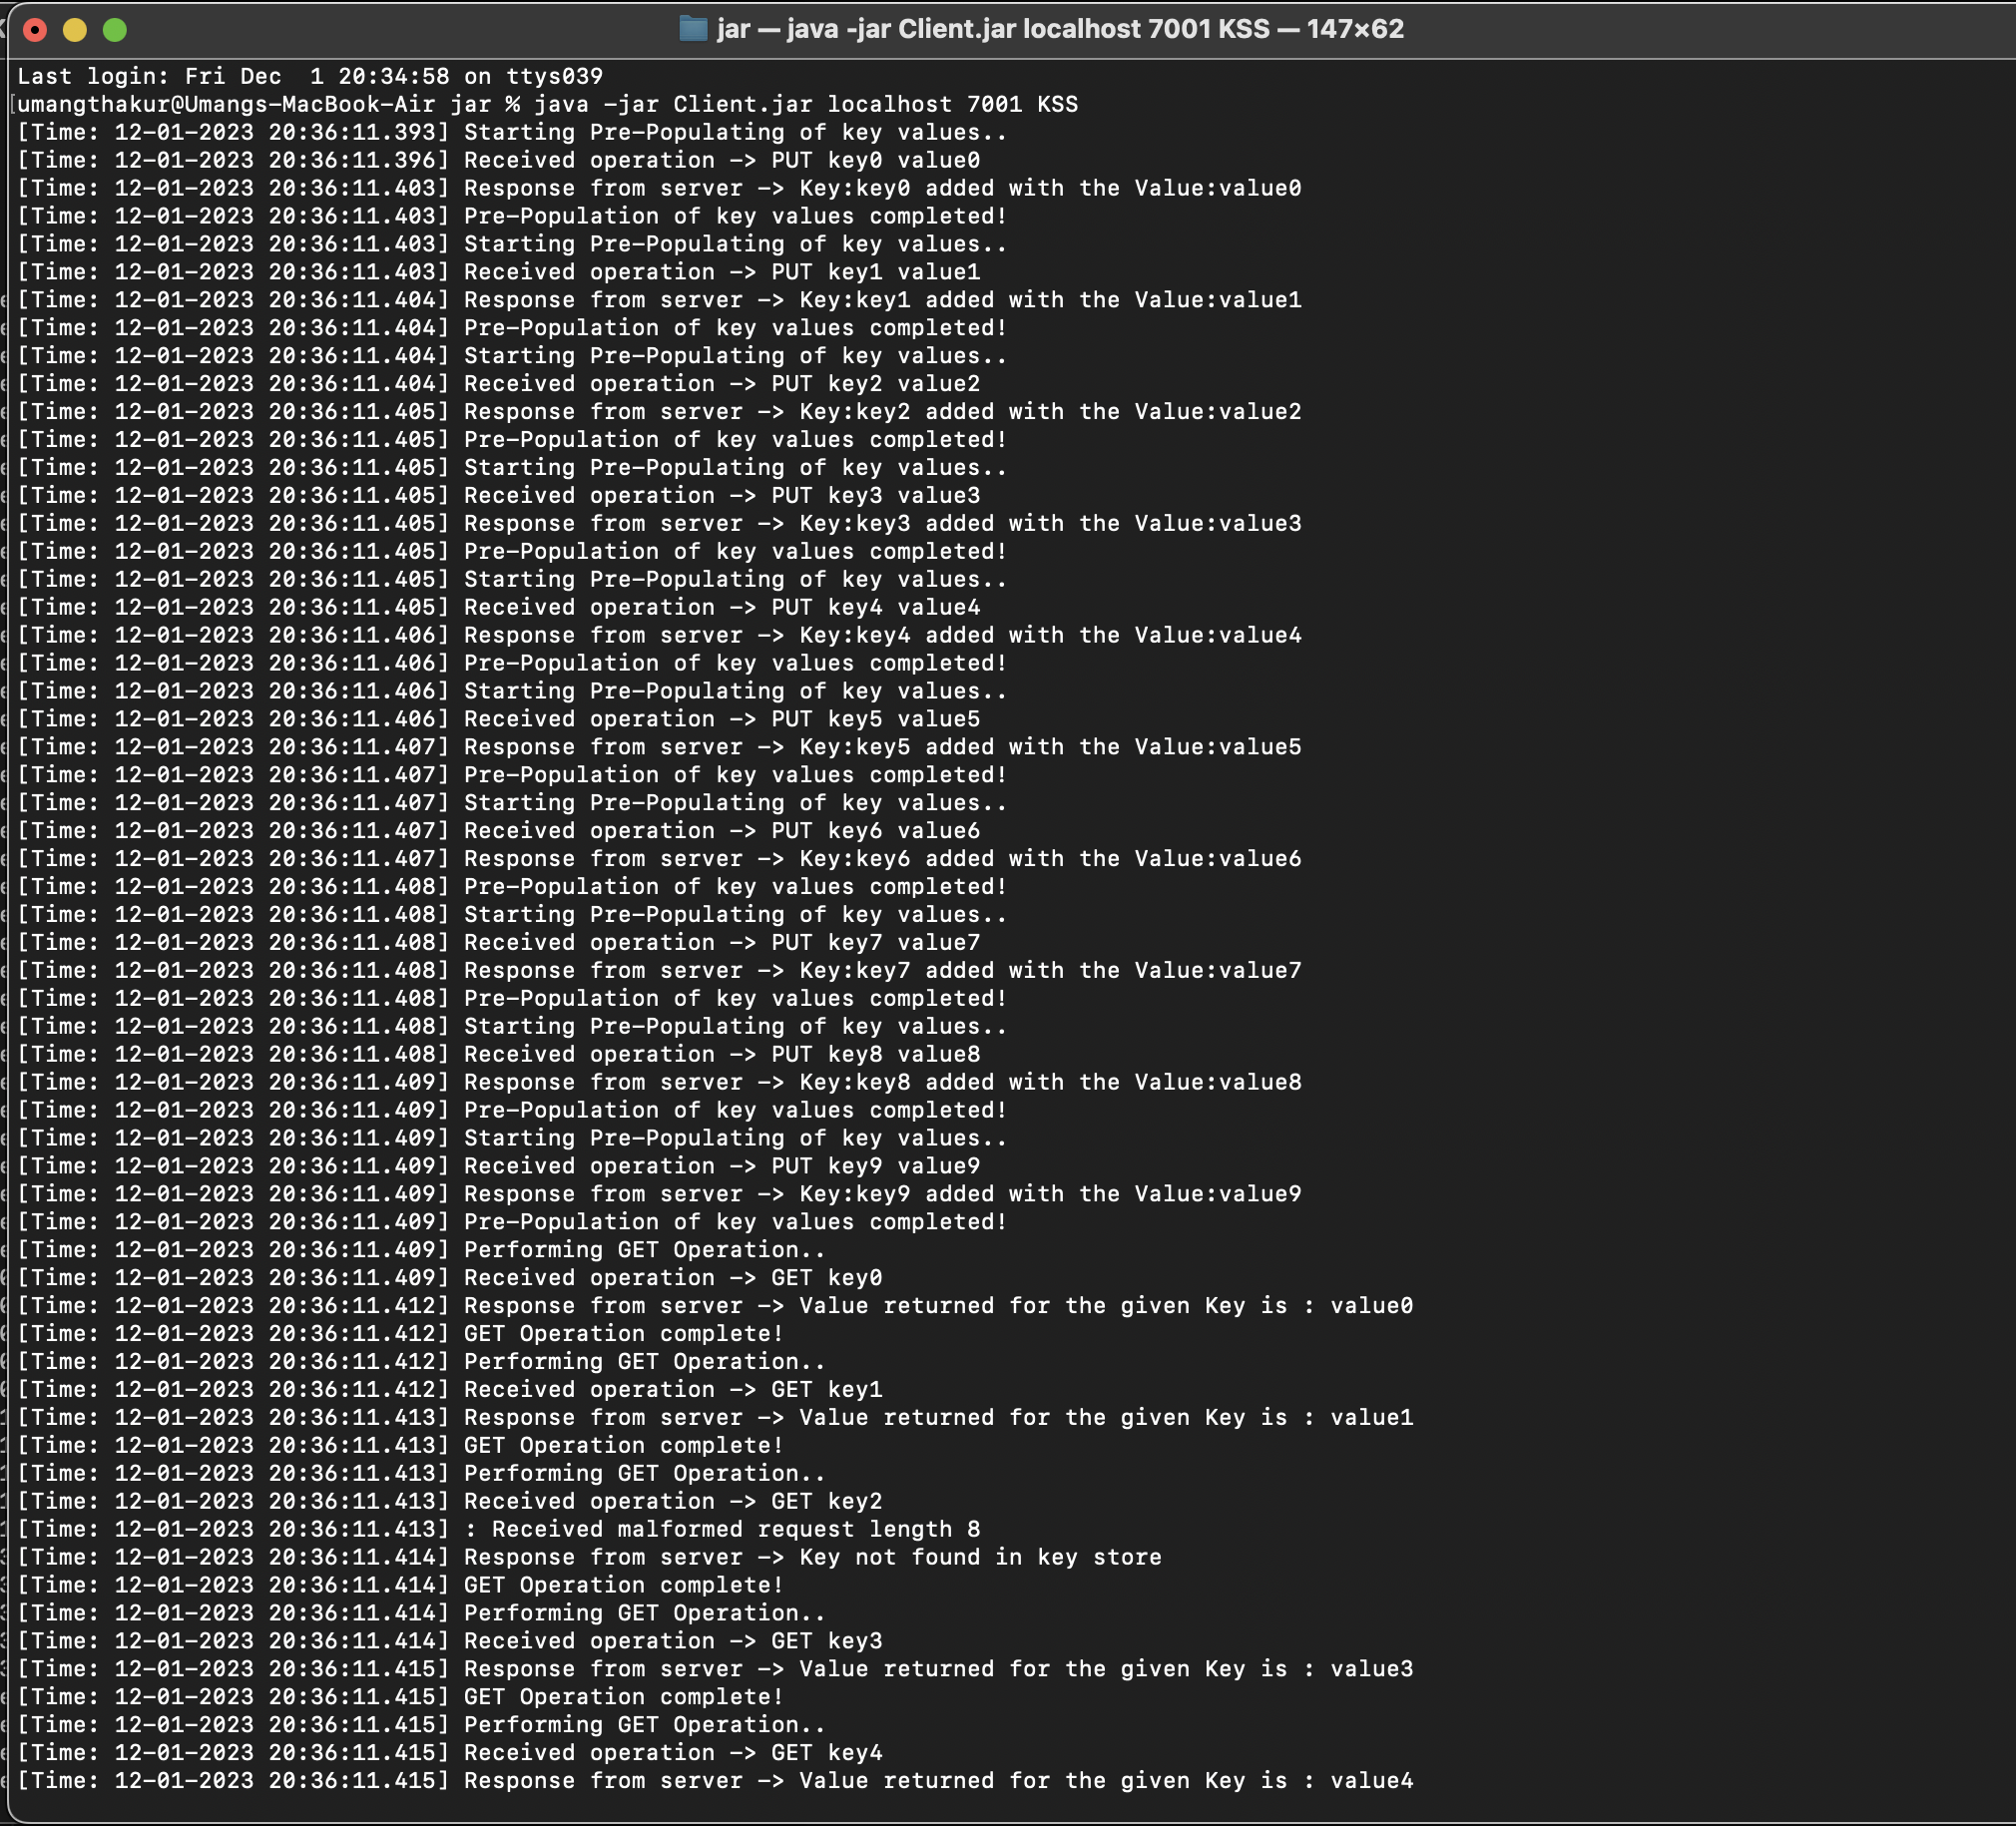 jar — java -jar Client.jar localhost 7001 KSS — 147×62
Last login: Fri Dec  1 20:34:58 on ttys039
[umangthakur@Umangs-MacBook-Air jar % java -jar Client.jar localhost 7001 KSS
[Time: 12-01-2023 20:36:11.393] Starting Pre-Populating of key values..
[Time: 12-01-2023 20:36:11.396] Received operation -> PUT key0 value0
[Time: 12-01-2023 20:36:11.403] Response from server -> Key:key0 added with the Value:value0
[Time: 12-01-2023 20:36:11.403] Pre-Population of key values completed!
[Time: 12-01-2023 20:36:11.403] Starting Pre-Populating of key values..
[Time: 12-01-2023 20:36:11.403] Received operation -> PUT key1 value1
[Time: 12-01-2023 20:36:11.404] Response from server -> Key:key1 added with the Value:value1
[Time: 12-01-2023 20:36:11.404] Pre-Population of key values completed!
[Time: 12-01-2023 20:36:11.404] Starting Pre-Populating of key values..
[Time: 12-01-2023 20:36:11.404] Received operation -> PUT key2 value2
[Time: 12-01-2023 20:36:11.405] Response from server -> Key:key2 added with the Value:value2
[Time: 12-01-2023 20:36:11.405] Pre-Population of key values completed!
[Time: 12-01-2023 20:36:11.405] Starting Pre-Populating of key values..
[Time: 12-01-2023 20:36:11.405] Received operation -> PUT key3 value3
[Time: 12-01-2023 20:36:11.405] Response from server -> Key:key3 added with the Value:value3
[Time: 12-01-2023 20:36:11.405] Pre-Population of key values completed!
[Time: 12-01-2023 20:36:11.405] Starting Pre-Populating of key values..
[Time: 12-01-2023 20:36:11.405] Received operation -> PUT key4 value4
[Time: 12-01-2023 20:36:11.406] Response from server -> Key:key4 added with the Value:value4
[Time: 12-01-2023 20:36:11.406] Pre-Population of key values completed!
[Time: 12-01-2023 20:36:11.406] Starting Pre-Populating of key values..
[Time: 12-01-2023 20:36:11.406] Received operation -> PUT key5 value5
[Time: 12-01-2023 20:36:11.407] Response from server -> Key:key5 added with the Value:value5
[Time: 12-01-2023 20:36:11.407] Pre-Population of key values completed!
[Time: 12-01-2023 20:36:11.407] Starting Pre-Populating of key values..
[Time: 12-01-2023 20:36:11.407] Received operation -> PUT key6 value6
[Time: 12-01-2023 20:36:11.407] Response from server -> Key:key6 added with the Value:value6
[Time: 12-01-2023 20:36:11.408] Pre-Population of key values completed!
[Time: 12-01-2023 20:36:11.408] Starting Pre-Populating of key values..
[Time: 12-01-2023 20:36:11.408] Received operation -> PUT key7 value7
[Time: 12-01-2023 20:36:11.408] Response from server -> Key:key7 added with the Value:value7
[Time: 12-01-2023 20:36:11.408] Pre-Population of key values completed!
[Time: 12-01-2023 20:36:11.408] Starting Pre-Populating of key values..
[Time: 12-01-2023 20:36:11.408] Received operation -> PUT key8 value8
[Time: 12-01-2023 20:36:11.409] Response from server -> Key:key8 added with the Value:value8
[Time: 12-01-2023 20:36:11.409] Pre-Population of key values completed!
[Time: 12-01-2023 20:36:11.409] Starting Pre-Populating of key values..
[Time: 12-01-2023 20:36:11.409] Received operation -> PUT key9 value9
[Time: 12-01-2023 20:36:11.409] Response from server -> Key:key9 added with the Value:value9
[Time: 12-01-2023 20:36:11.409] Pre-Population of key values completed!
[Time: 12-01-2023 20:36:11.409] Performing GET Operation..
[Time: 12-01-2023 20:36:11.409] Received operation -> GET key0
[Time: 12-01-2023 20:36:11.412] Response from server -> Value returned for the given Key is : value0
[Time: 12-01-2023 20:36:11.412] GET Operation complete!
[Time: 12-01-2023 20:36:11.412] Performing GET Operation..
[Time: 12-01-2023 20:36:11.412] Received operation -> GET key1
[Time: 12-01-2023 20:36:11.413] Response from server -> Value returned for the given Key is : value1
[Time: 12-01-2023 20:36:11.413] GET Operation complete!
[Time: 12-01-2023 20:36:11.413] Performing GET Operation..
[Time: 12-01-2023 20:36:11.413] Received operation -> GET key2
[Time: 12-01-2023 20:36:11.413] : Received malformed request length 8
[Time: 12-01-2023 20:36:11.414] Response from server -> Key not found in key store
[Time: 12-01-2023 20:36:11.414] GET Operation complete!
[Time: 12-01-2023 20:36:11.414] Performing GET Operation..
[Time: 12-01-2023 20:36:11.414] Received operation -> GET key3
[Time: 12-01-2023 20:36:11.415] Response from server -> Value returned for the given Key is : value3
[Time: 12-01-2023 20:36:11.415] GET Operation complete!
[Time: 12-01-2023 20:36:11.415] Performing GET Operation..
[Time: 12-01-2023 20:36:11.415] Received operation -> GET key4
[Time: 12-01-2023 20:36:11.415] Response from server -> Value returned for the given Key is : value4